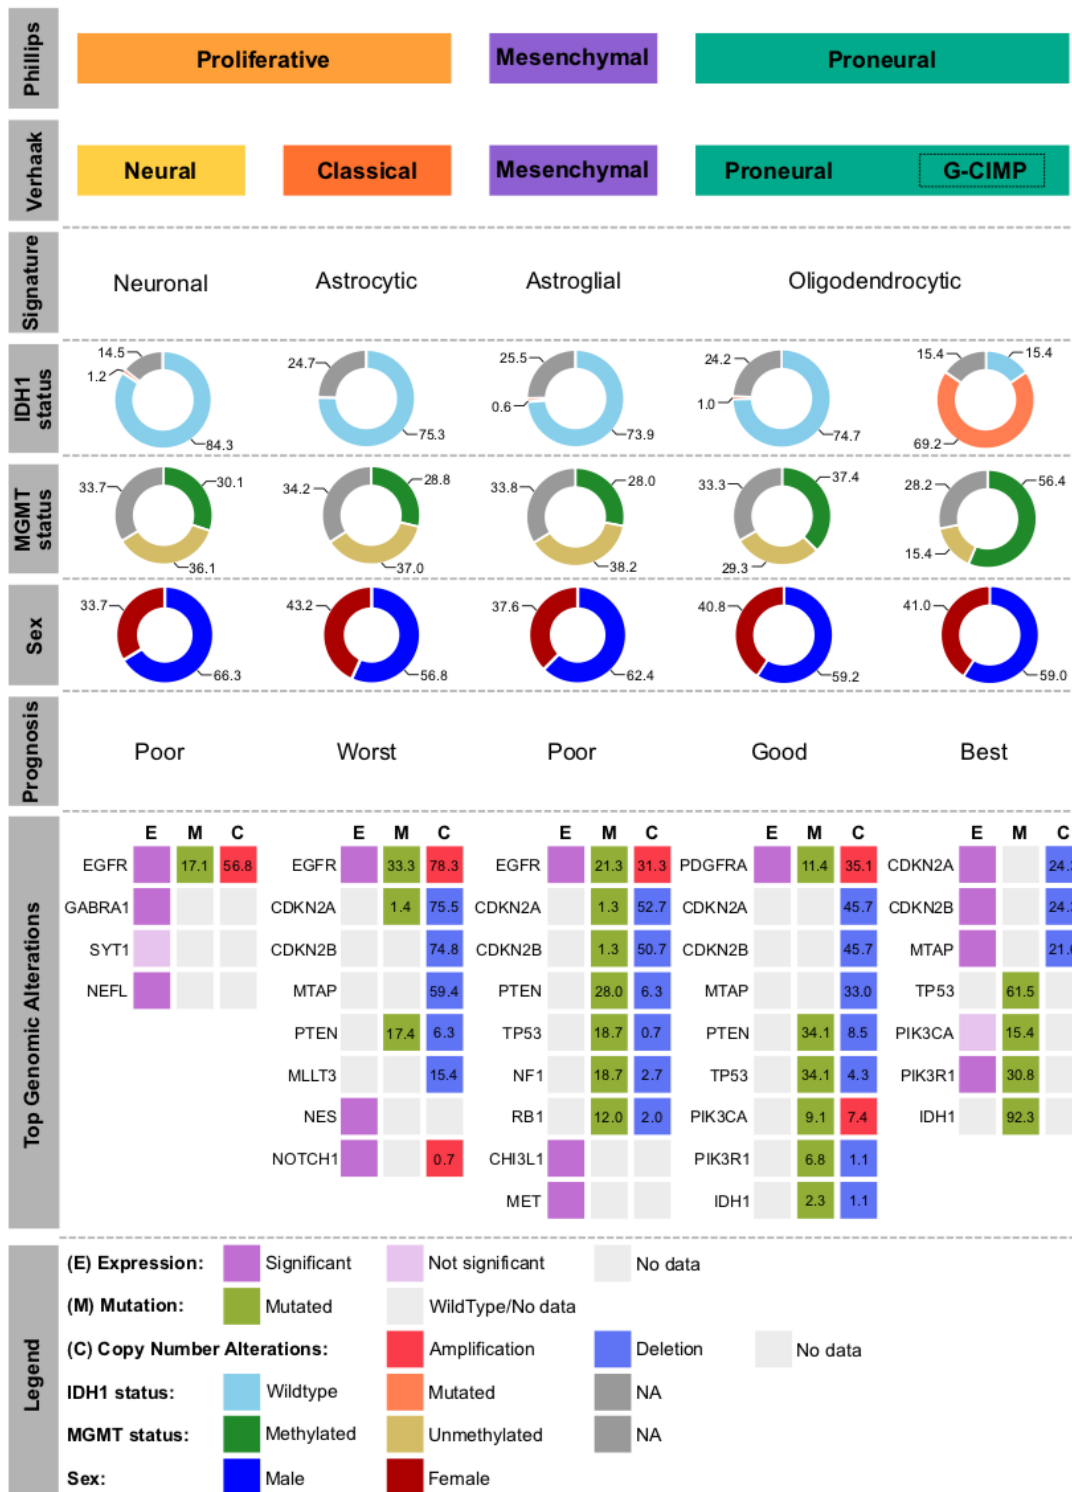 Phillips
Proliferative Mesenchymal Proneural
Verhaak
Neural Classical Mesenchymal Proneural G-CIMP
Signature
Neuronal Astrocytic Astroglial Oligodendrocytic
IDH1 status
14.5 1.2 84.3
24.7 75.3
25.5 0.6 73.9
24.2 1.0 74.7
15.4 15.4 69.2
MGMT status
33.7 30.1 36.1
34.2 28.8 37.0
33.8 28.0 38.2
33.3 37.4 29.3
28.2 56.4 15.4
Sex
33.7 66.3
43.2 56.8
37.6 62.4
40.8 59.2
41.0 59.0
Prognosis
Poor Worst Poor Good Best
Top Genomic Alterations
E M C
EGFR 17.1 56.8
GABRA1
SYT1
NEFL
E M C
EGFR 33.3 78.3
CDKN2A 1.4 75.5
CDKN2B 74.8
MTAP 59.4
PTEN 17.4 6.3
MLLT3 15.4
NES
NOTCH1 0.7
E M C
EGFR 21.3 31.3
CDKN2A 1.3 52.7
CDKN2B 1.3 50.7
PTEN 28.0 6.3
TP53 18.7 0.7
NF1 18.7 2.7
RB1 12.0 2.0
CHI3L1
MET
E M C
PDGFRA 11.4 35.1
CDKN2A 45.7
CDKN2B 45.7
MTAP 33.0
PTEN 34.1 8.5
TP53 34.1 4.3
PIK3CA 9.1 7.4
PIK3R1 6.8 1.1
IDH1 2.3 1.1
E M C
CDKN2A
CDKN2B
MTAP
TP53 61.5
PIK3CA 15.4
PIK3R1 30.8
IDH1 92.3
Legend
(E) Expression: Significant Not significant No data
(M) Mutation: Mutated WildType/No data
(C) Copy Number Alterations: Amplification Deletion No data
IDH1 status: Wildtype Mutated NA
MGMT status: Methylated Unmethylated NA
Sex: Male Female